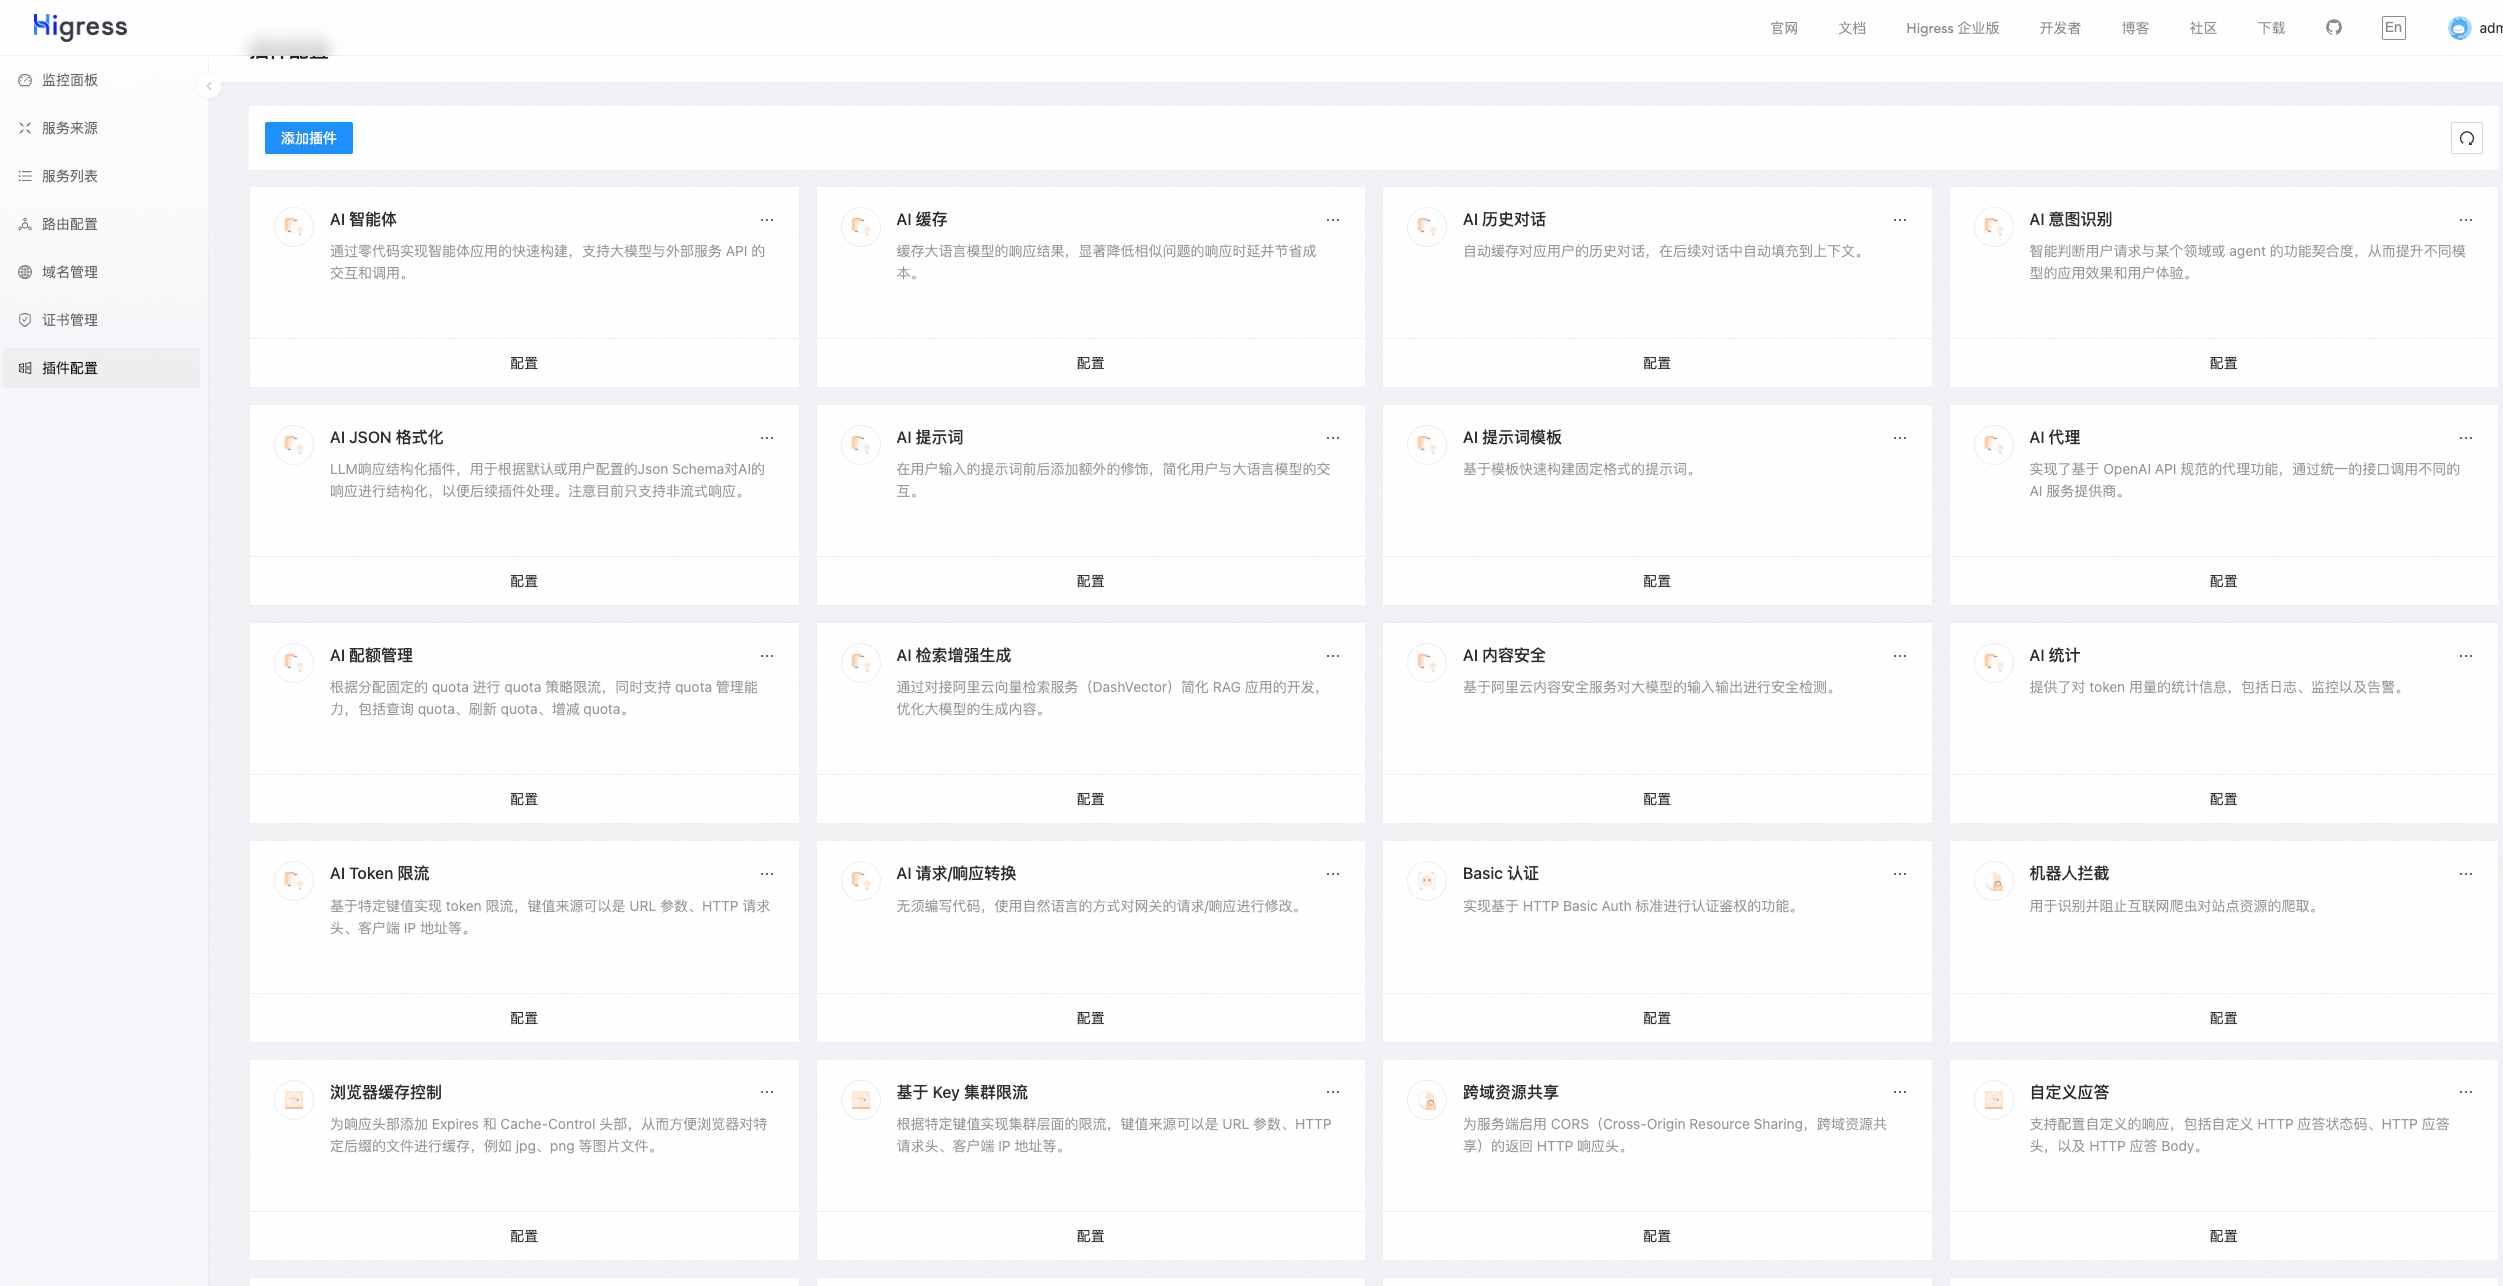 Higress
官网
文档
Higress 企业版
开发者
博客
社区
下载
En
插件配置
监控面板
服务来源
服务列表
路由配置
域名管理
证书管理
插件配置
添加插件
AI 智能体
通过零代码实现智能体应用的快速构建，支持大模型与外部服务 API 的
交互和调用。
配置
AI 缓存
缓存大语言模型的响应结果，显著降低相似问题的响应时延并节省成
本。
配置
AI 历史对话
自动缓存对应用户的历史对话，在后续对话中自动填充到上下文。
配置
AI 意图识别
智能判断用户请求与某个领域或 agent 的功能契合度，从而提升不同模
型的应用效果和用户体验。
配置
AI JSON 格式化
LLM响应结构化插件，用于根据默认或用户配置的Json Schema对AI的
响应进行结构化，以便后续插件处理。注意目前只支持非流式响应。
配置
AI 提示词
在用户输入的提示词前后添加额外的修饰，简化用户与大语言模型的交
互。
配置
AI 提示词模板
基于模板快速构建固定格式的提示词。
配置
AI 代理
实现了基于 OpenAI API 规范的代理功能，通过统一的接口调用不同的
AI 服务提供商。
配置
AI 配额管理
根据分配固定的 quota 进行 quota 策略限流，同时支持 quota 管理能
力，包括查询 quota、刷新 quota、增减 quota。
配置
AI 检索增强生成
通过对接阿里云向量检索服务（DashVector）简化 RAG 应用的开发，
优化大模型的生成内容。
配置
AI 内容安全
基于阿里云内容安全服务对大模型的输入输出进行安全检测。
配置
AI 统计
提供了对 token 用量的统计信息，包括日志、监控以及告警。
配置
AI Token 限流
基于特定键值实现 token 限流，键值来源可以是 URL 参数、HTTP 请求
头、客户端 IP 地址等。
配置
AI 请求/响应转换
无须编写代码，使用自然语言的方式对网关的请求/响应进行修改。
配置
Basic 认证
实现基于 HTTP Basic Auth 标准进行认证鉴权的功能。
配置
机器人拦截
用于识别并阻止互联网爬虫对站点资源的爬取。
配置
浏览器缓存控制
为响应头部添加 Expires 和 Cache-Control 头部，从而方便浏览器对特
定后缀的文件进行缓存，例如 jpg、png 等图片文件。
配置
基于 Key 集群限流
根据特定键值实现集群层面的限流，键值来源可以是 URL 参数、HTTP
请求头、客户端 IP 地址等。
配置
跨域资源共享
为服务端启用 CORS（Cross-Origin Resource Sharing，跨域资源共
享）的返回 HTTP 响应头。
配置
自定义应答
支持配置自定义的响应，包括自定义 HTTP 应答状态码、HTTP 应答
头，以及 HTTP 应答 Body。
配置